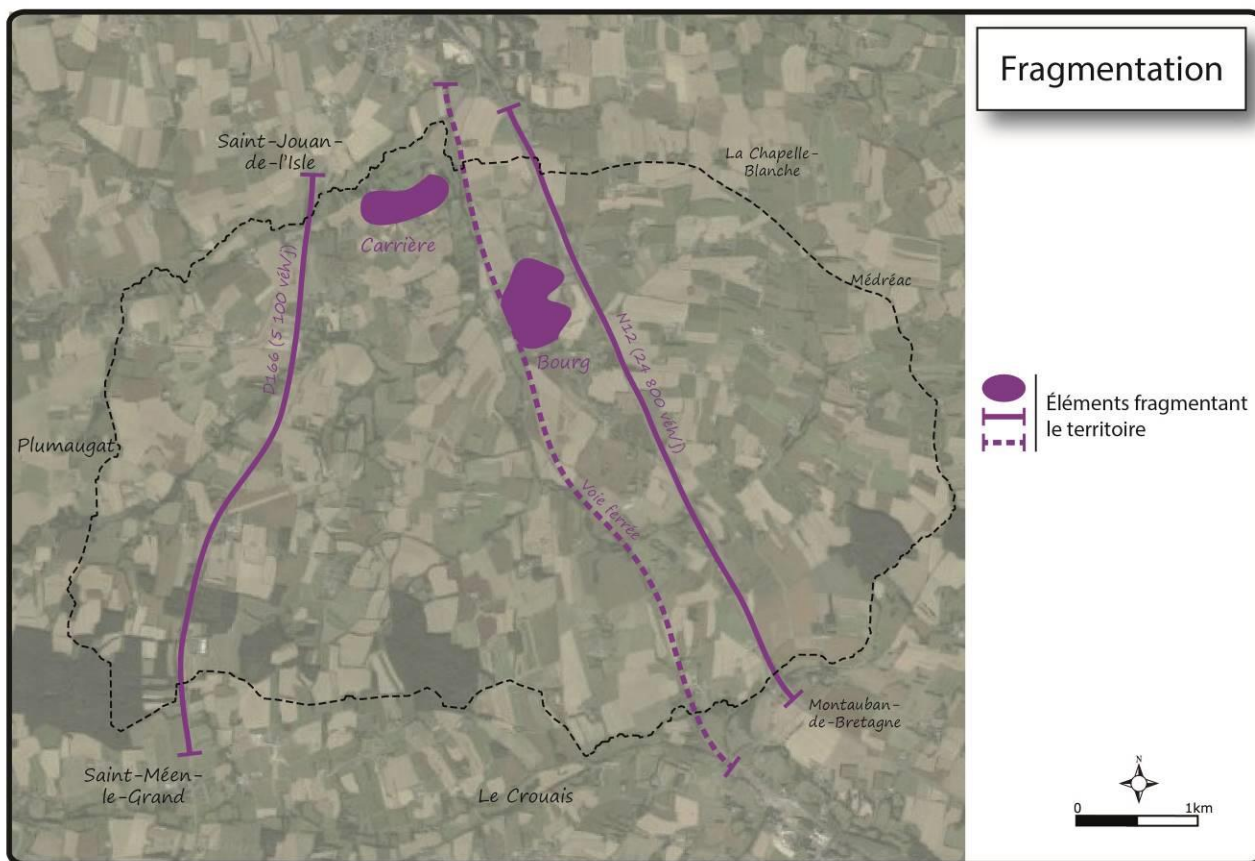 Fragmentation
Saint-Jouan-
de-l'Isle
La Chapelle-
Blanche
Carrière
Médréac
D166 (5 100 véh/j)
N12 (24 800 véh/j)
Bourg
Plumaugat
Voie ferrée
Éléments fragmentant
le territoire
Montauban-
de-Bretagne
Saint-Méen-
le-Grand
Le Crouais
N
0 1km